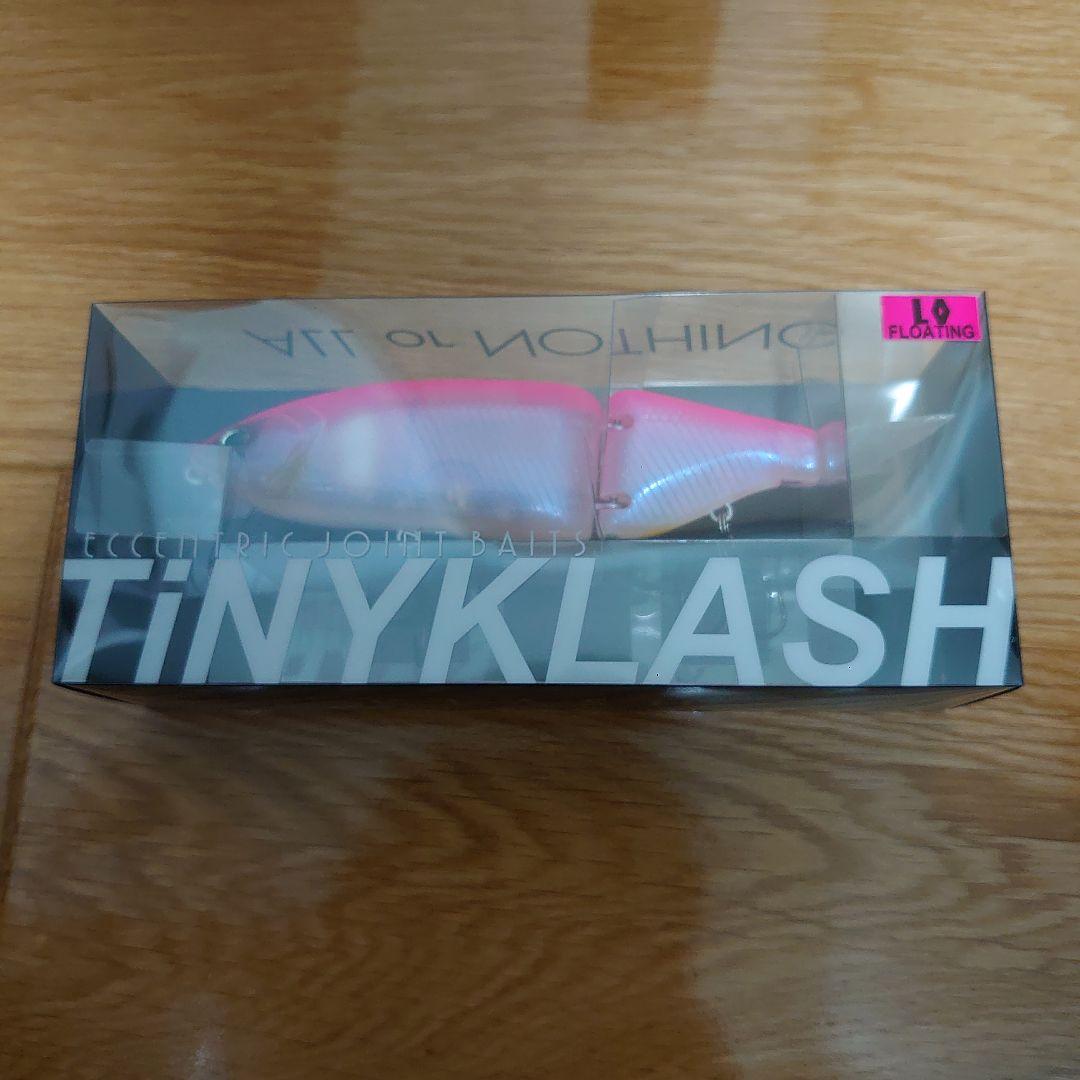 ALL or NOTHING
LO
FLOATING
ECCENTRIC JOINT BAITS
TiNYKLASH